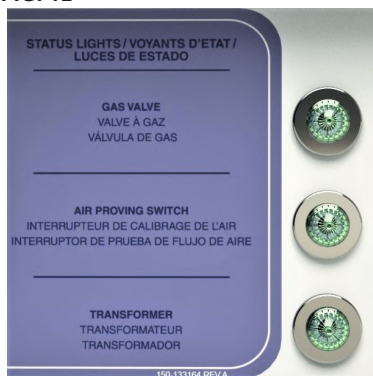 STATUS LIGHTS / VOYANTS D'ETAT /
LUCES DE ESTADO
GAS VALVE
VALVE À GAZ
VÁLVULA DE GAS
AIR PROVING SWITCH
INTERRUPTEUR DE CALIBRAGE DE L'AIR
INTERRUPTOR DE PRUEBA DE FLUJO DE AIRE
TRANSFORMER
TRANSFORMATEUR
TRANSFORMADOR
150-133164 REV.A